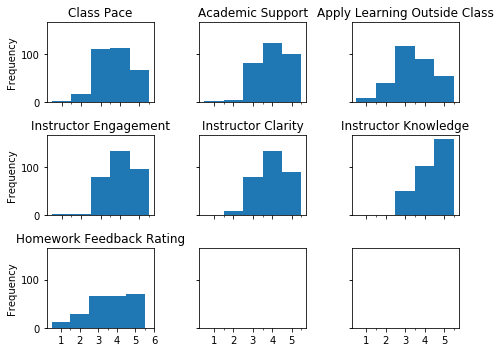 Class Pace Academic Support Apply Learning Outside Class
Frequency
100
0
Instructor Engagement Instructor Clarity Instructor Knowledge
Frequency
100
0
Homework Feedback Rating
Frequency
100
0
1 2 3 4 5 6 1 2 3 4 5 1 2 3 4 5